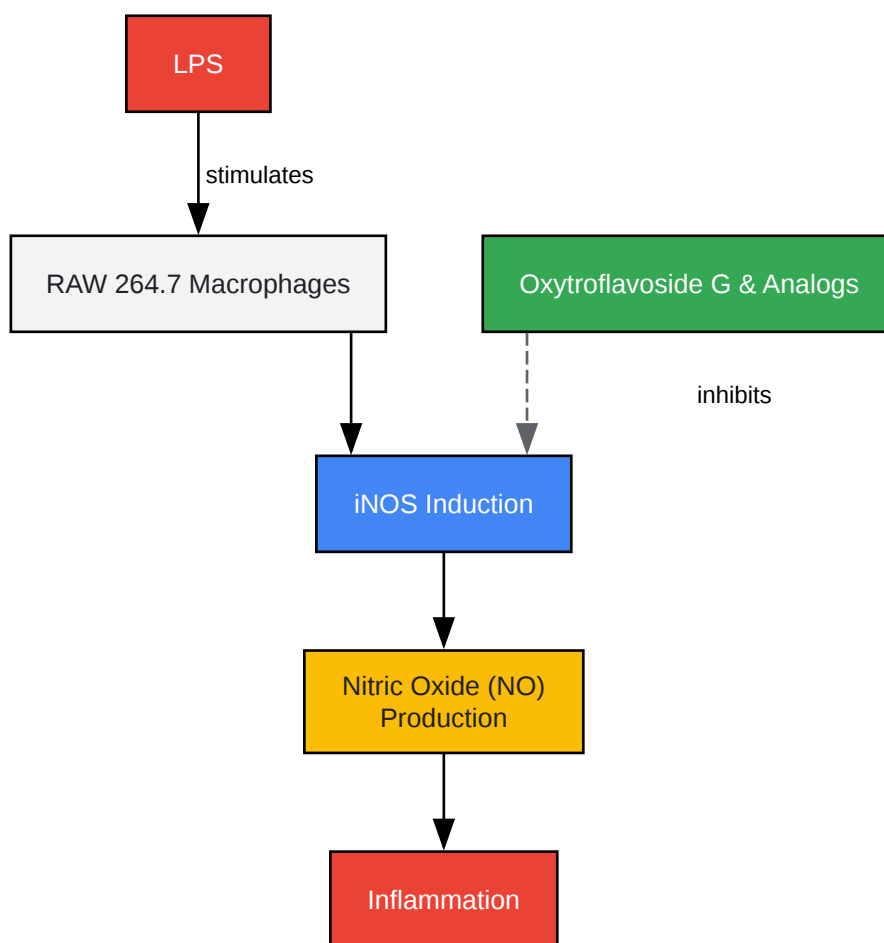 LPS
stimulates
RAW 264.7 Macrophages
Oxytroflavoside G & Analogs
inhibits
iNOS Induction
Nitric Oxide (NO)
Production
Inflammation